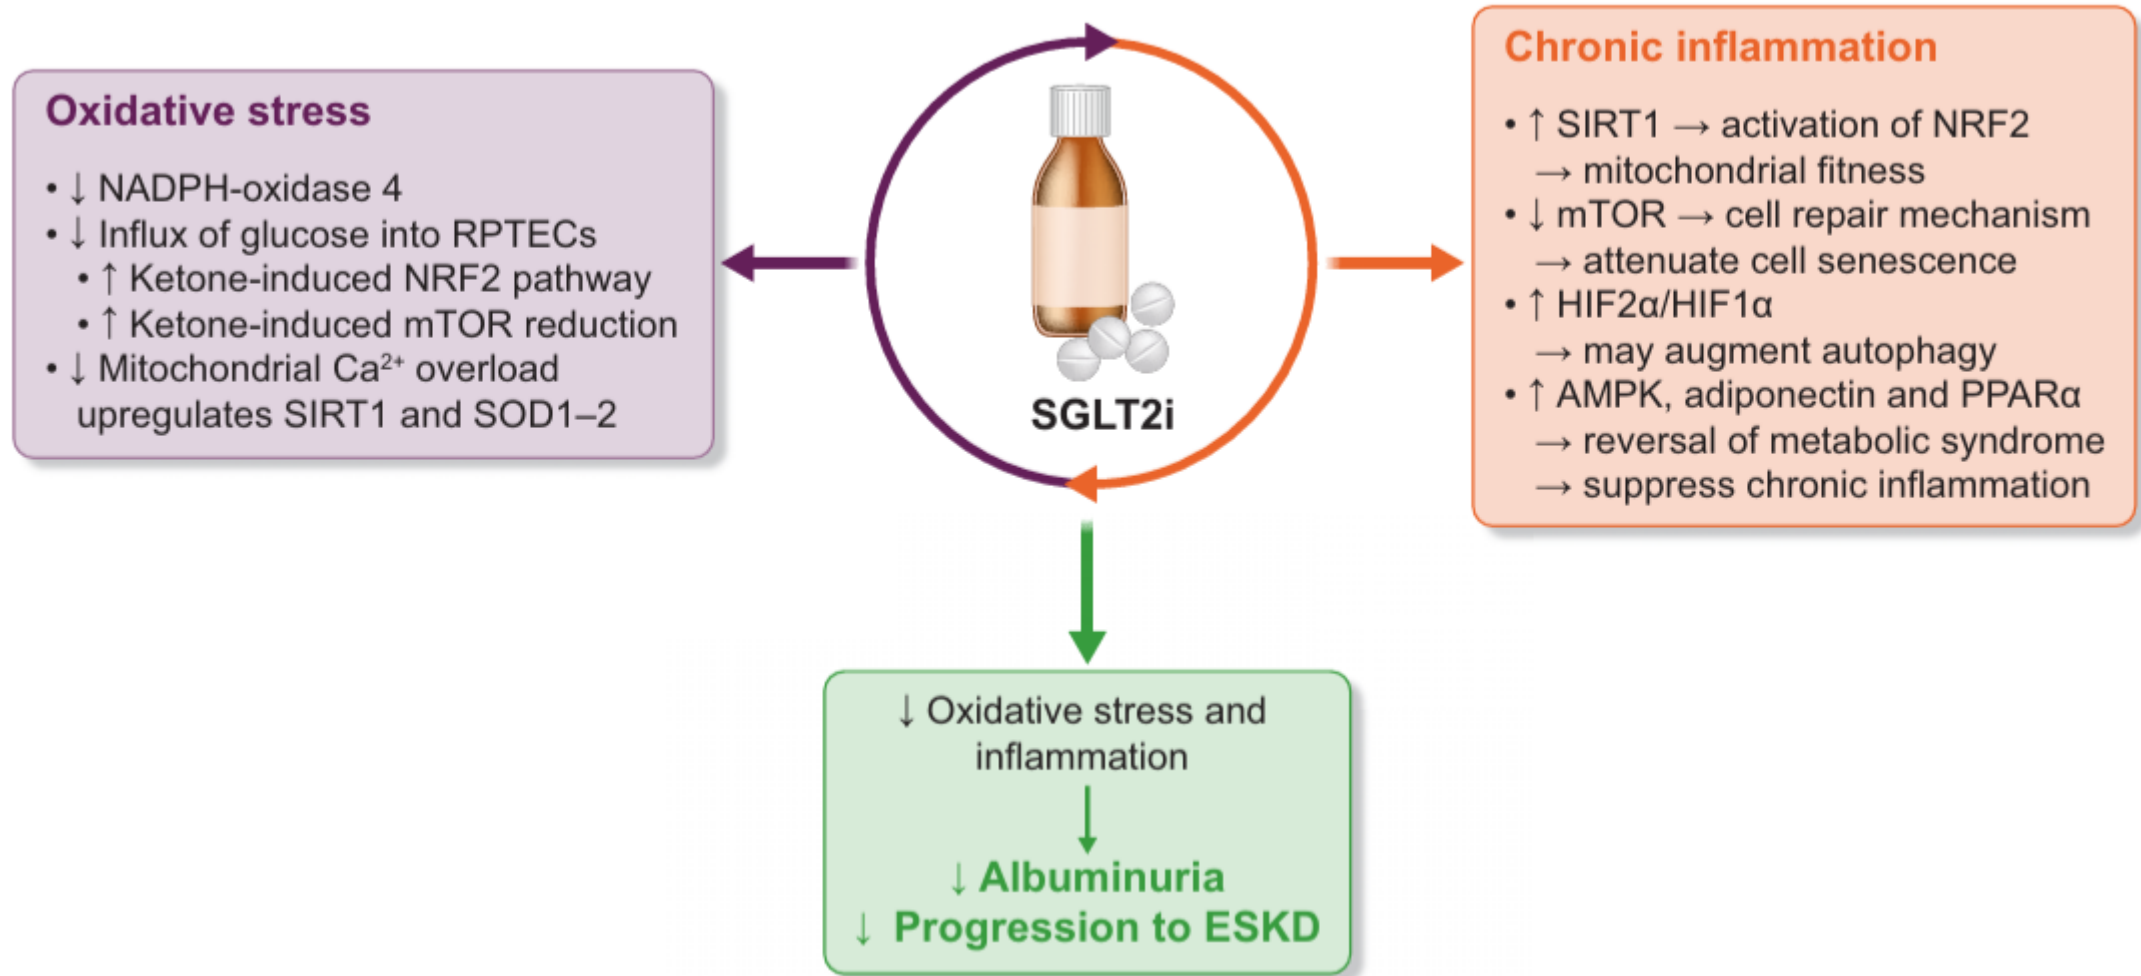 Oxidative stress
• ↓ NADPH-oxidase 4
• ↓ Influx of glucose into RPTECs
• ↑ Ketone-induced NRF2 pathway
• ↑ Ketone-induced mTOR reduction
• ↓ Mitochondrial Ca²⁺ overload
upregulates SIRT1 and SOD1–2
SGLT2i
Chronic inflammation
• ↑ SIRT1 → activation of NRF2
→ mitochondrial fitness
• ↓ mTOR → cell repair mechanism
→ attenuate cell senescence
• ↑ HIF2α/HIF1α
→ may augment autophagy
• ↑ AMPK, adiponectin and PPARα
→ reversal of metabolic syndrome
→ suppress chronic inflammation
↓ Oxidative stress and
inflammation
↓ Albuminuria
↓ Progression to ESKD